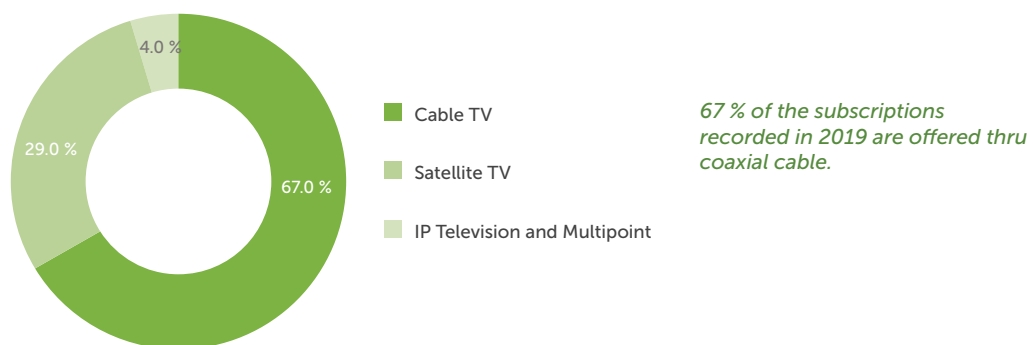 4.0 %
29.0 %
67.0 %
Cable TV
Satellite TV
IP Television and Multipoint
67 % of the subscriptions
recorded in 2019 are offered thru
coaxial cable.